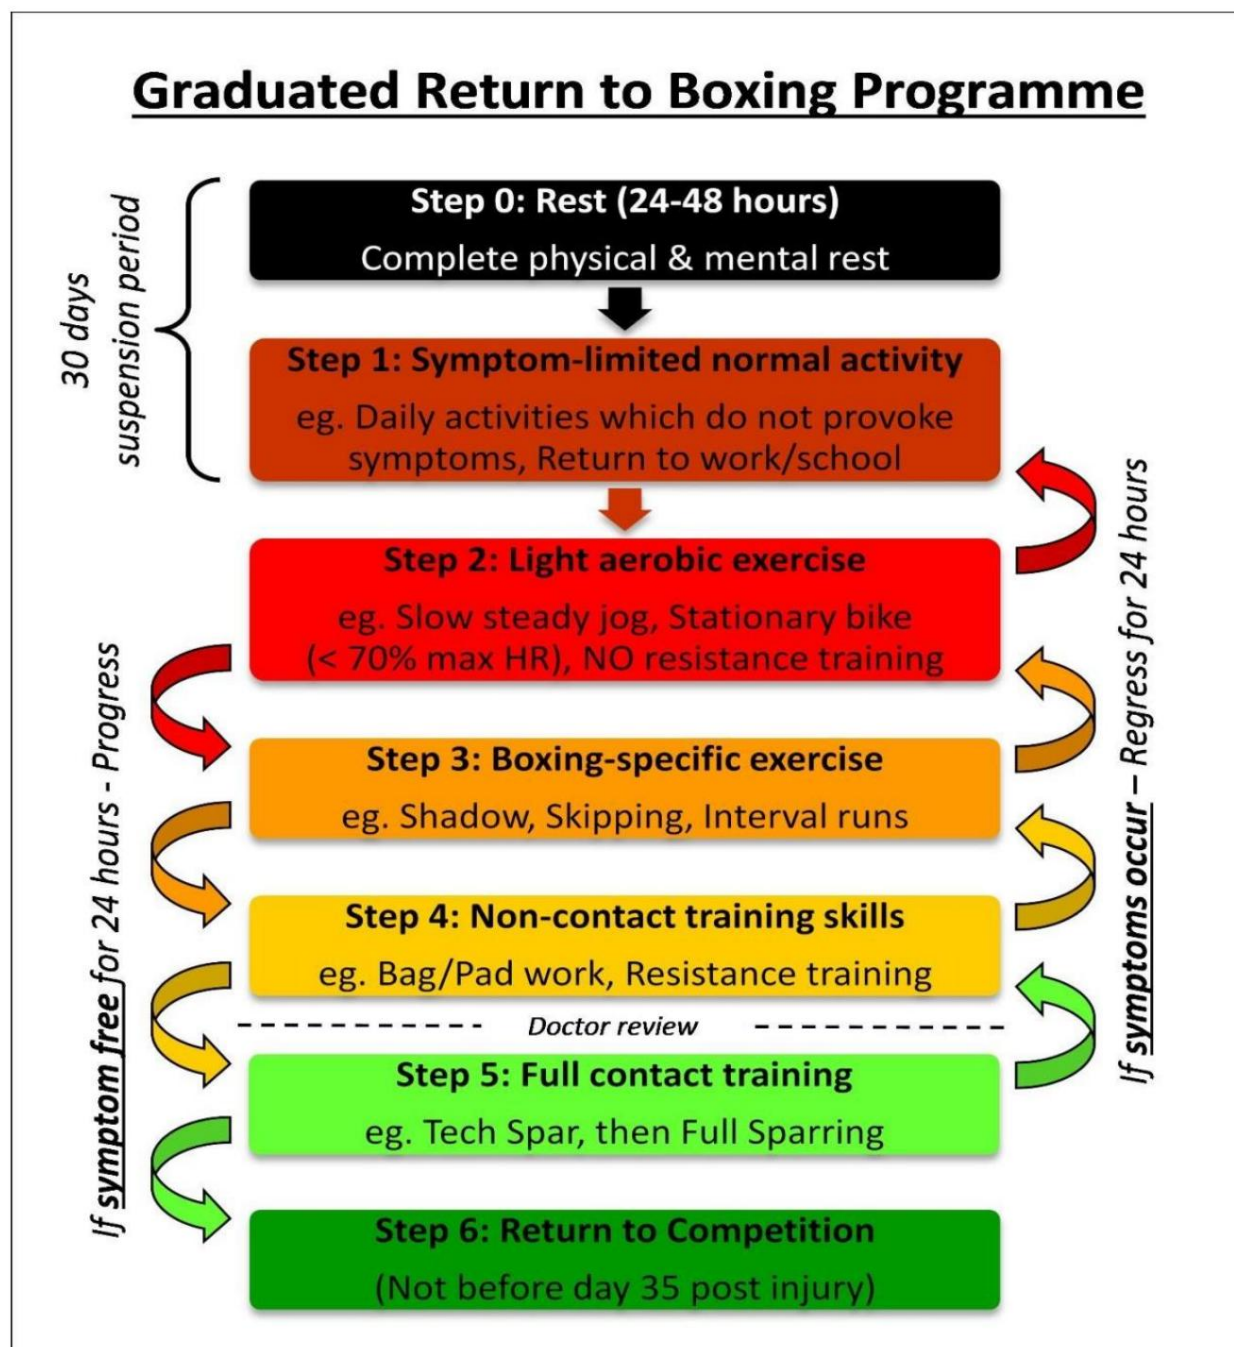 Graduated Return to Boxing Programme
30 days
suspension period
Step 0: Rest (24-48 hours)
Complete physical & mental rest
Step 1: Symptom-limited normal activity
eg. Daily activities which do not provoke
symptoms, Return to work/school
Step 2: Light aerobic exercise
eg. Slow steady jog, Stationary bike
(< 70% max HR), NO resistance training
Step 3: Boxing-specific exercise
eg. Shadow, Skipping, Interval runs
Step 4: Non-contact training skills
eg. Bag/Pad work, Resistance training
Doctor review
Step 5: Full contact training
eg. Tech Spar, then Full Sparring
Step 6: Return to Competition
(Not before day 35 post injury)
If symptom free for 24 hours - Progress
If symptoms occur – Regress for 24 hours